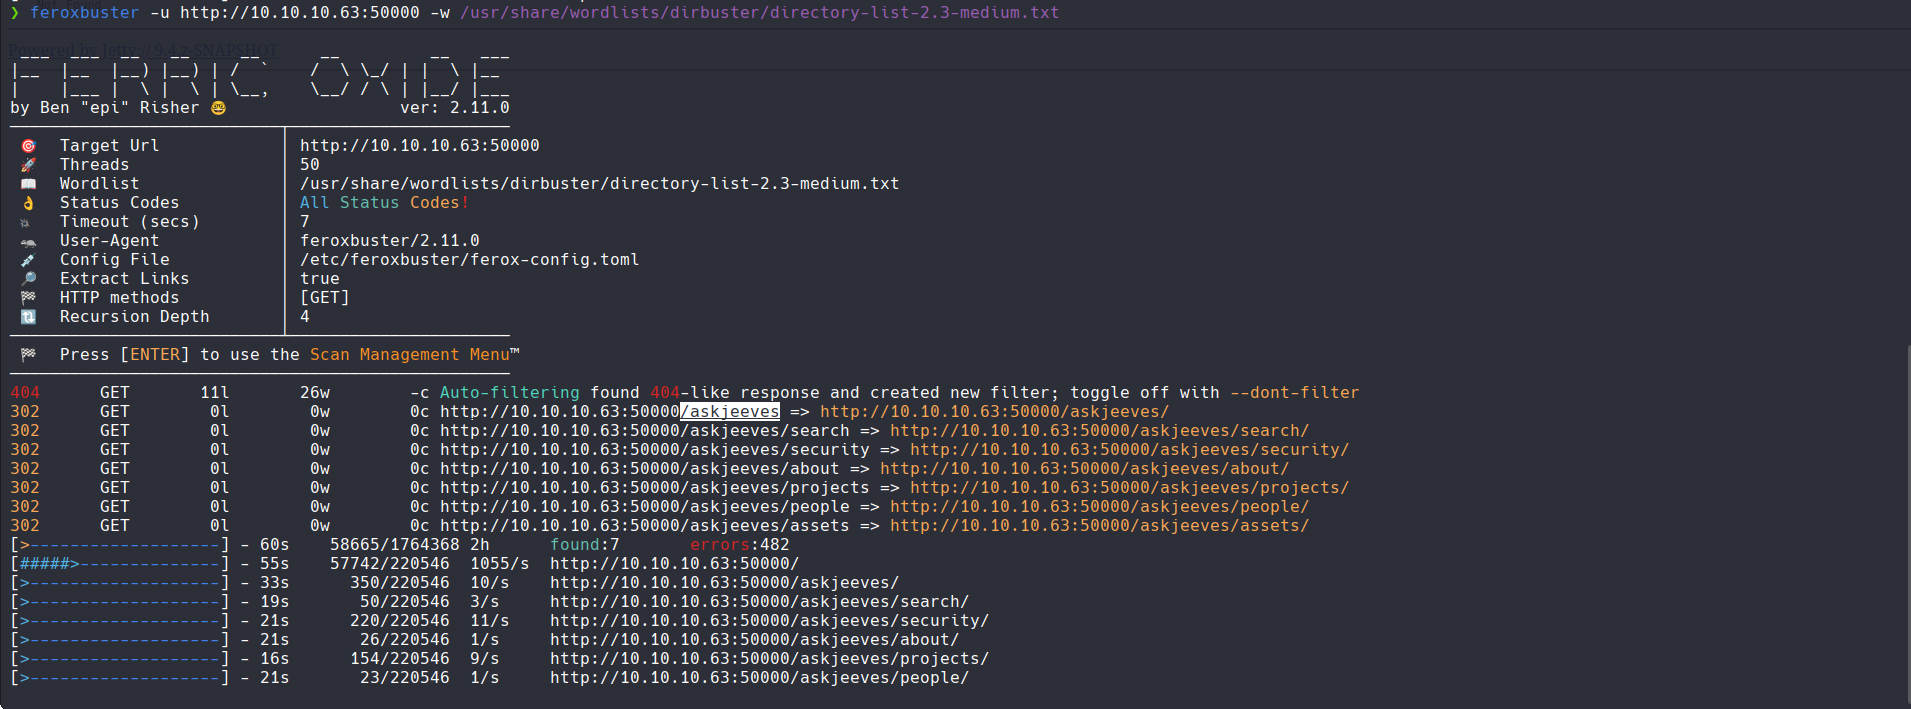 ❯ feroxbuster -u http://10.10.10.63:50000 -w /usr/share/wordlists/dirbuster/directory-list-2.3-medium.txt
Powered by Jetty:// 9.4.z-SNAPSHOT
FERRIC OXIDE
by Ben "epi" Risher 🤓 ver: 2.11.0
🎯 Target Url │ http://10.10.10.63:50000
🚀 Threads │ 50
📖 Wordlist │ /usr/share/wordlists/dirbuster/directory-list-2.3-medium.txt
👌 Status Codes │ All Status Codes!
💥 Timeout (secs) │ 7
🦡 User-Agent │ feroxbuster/2.11.0
💉 Config File │ /etc/feroxbuster/ferox-config.toml
🔎 Extract Links │ true
🏁 HTTP methods │ [GET]
🔃 Recursion Depth │ 4
🏁 Press [ENTER] to use the Scan Management Menu™
404 GET 11l 26w -c Auto-filtering found 404-like response and created new filter; toggle off with --dont-filter
302 GET 0l 0w 0c http://10.10.10.63:50000/askjeeves => http://10.10.10.63:50000/askjeeves/
302 GET 0l 0w 0c http://10.10.10.63:50000/askjeeves/search => http://10.10.10.63:50000/askjeeves/search/
302 GET 0l 0w 0c http://10.10.10.63:50000/askjeeves/security => http://10.10.10.63:50000/askjeeves/security/
302 GET 0l 0w 0c http://10.10.10.63:50000/askjeeves/about => http://10.10.10.63:50000/askjeeves/about/
302 GET 0l 0w 0c http://10.10.10.63:50000/askjeeves/projects => http://10.10.10.63:50000/askjeeves/projects/
302 GET 0l 0w 0c http://10.10.10.63:50000/askjeeves/people => http://10.10.10.63:50000/askjeeves/people/
302 GET 0l 0w 0c http://10.10.10.63:50000/askjeeves/assets => http://10.10.10.63:50000/askjeeves/assets/
[>-------------------] - 60s 58665/1764368 2h found:7 errors:482
[#####>--------------] - 55s 57742/220546 1055/s http://10.10.10.63:50000/
[>-------------------] - 33s 350/220546 10/s http://10.10.10.63:50000/askjeeves/
[>-------------------] - 19s 50/220546 3/s http://10.10.10.63:50000/askjeeves/search/
[>-------------------] - 21s 220/220546 11/s http://10.10.10.63:50000/askjeeves/security/
[>-------------------] - 21s 26/220546 1/s http://10.10.10.63:50000/askjeeves/about/
[>-------------------] - 16s 154/220546 9/s http://10.10.10.63:50000/askjeeves/projects/
[>-------------------] - 21s 23/220546 1/s http://10.10.10.63:50000/askjeeves/people/